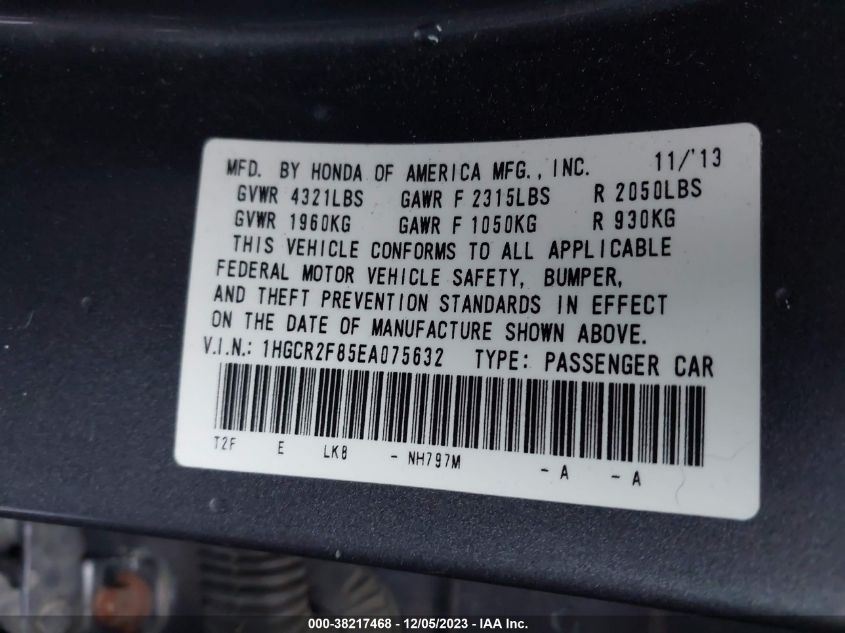 MFD. BY HONDA OF AMERICA MFG., INC. 11/'13
GVWR 4321LBS GAWR F 2315LBS R 2050LBS
GVWR 1960KG GAWR F 1050KG R 930KG
THIS VEHICLE CONFORMS TO ALL APPLICABLE
FEDERAL MOTOR VEHICLE SAFETY, BUMPER,
AND THEFT PREVENTION STANDARDS IN EFFECT
ON THE DATE OF MANUFACTURE SHOWN ABOVE.
V.I.N.: 1HGCR2F85EA075632 TYPE: PASSENGER CAR
T2F E LKB - NH797M - A - A
000-38217468 - 12/05/2023 - IAA Inc.